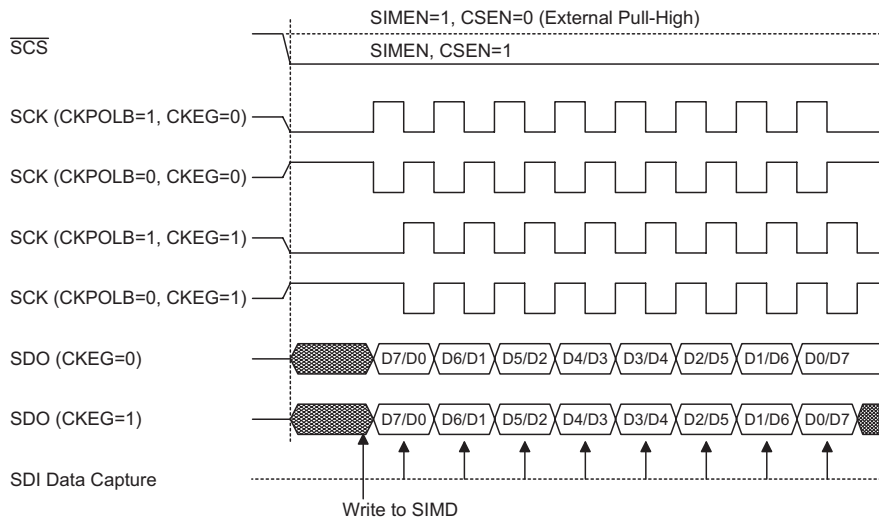 SIMEN=1, CSEN=0 (External Pull-High)
SCS
SIMEN, CSEN=1
SCK (CKPOLB=1, CKEG=0)
SCK (CKPOLB=0, CKEG=0)
SCK (CKPOLB=1, CKEG=1)
SCK (CKPOLB=0, CKEG=1)
SDO (CKEG=0) D7/D0 D6/D1 D5/D2 D4/D3 D3/D4 D2/D5 D1/D6 D0/D7
SDO (CKEG=1) D7/D0 D6/D1 D5/D2 D4/D3 D3/D4 D2/D5 D1/D6 D0/D7
SDI Data Capture
Write to SIMD